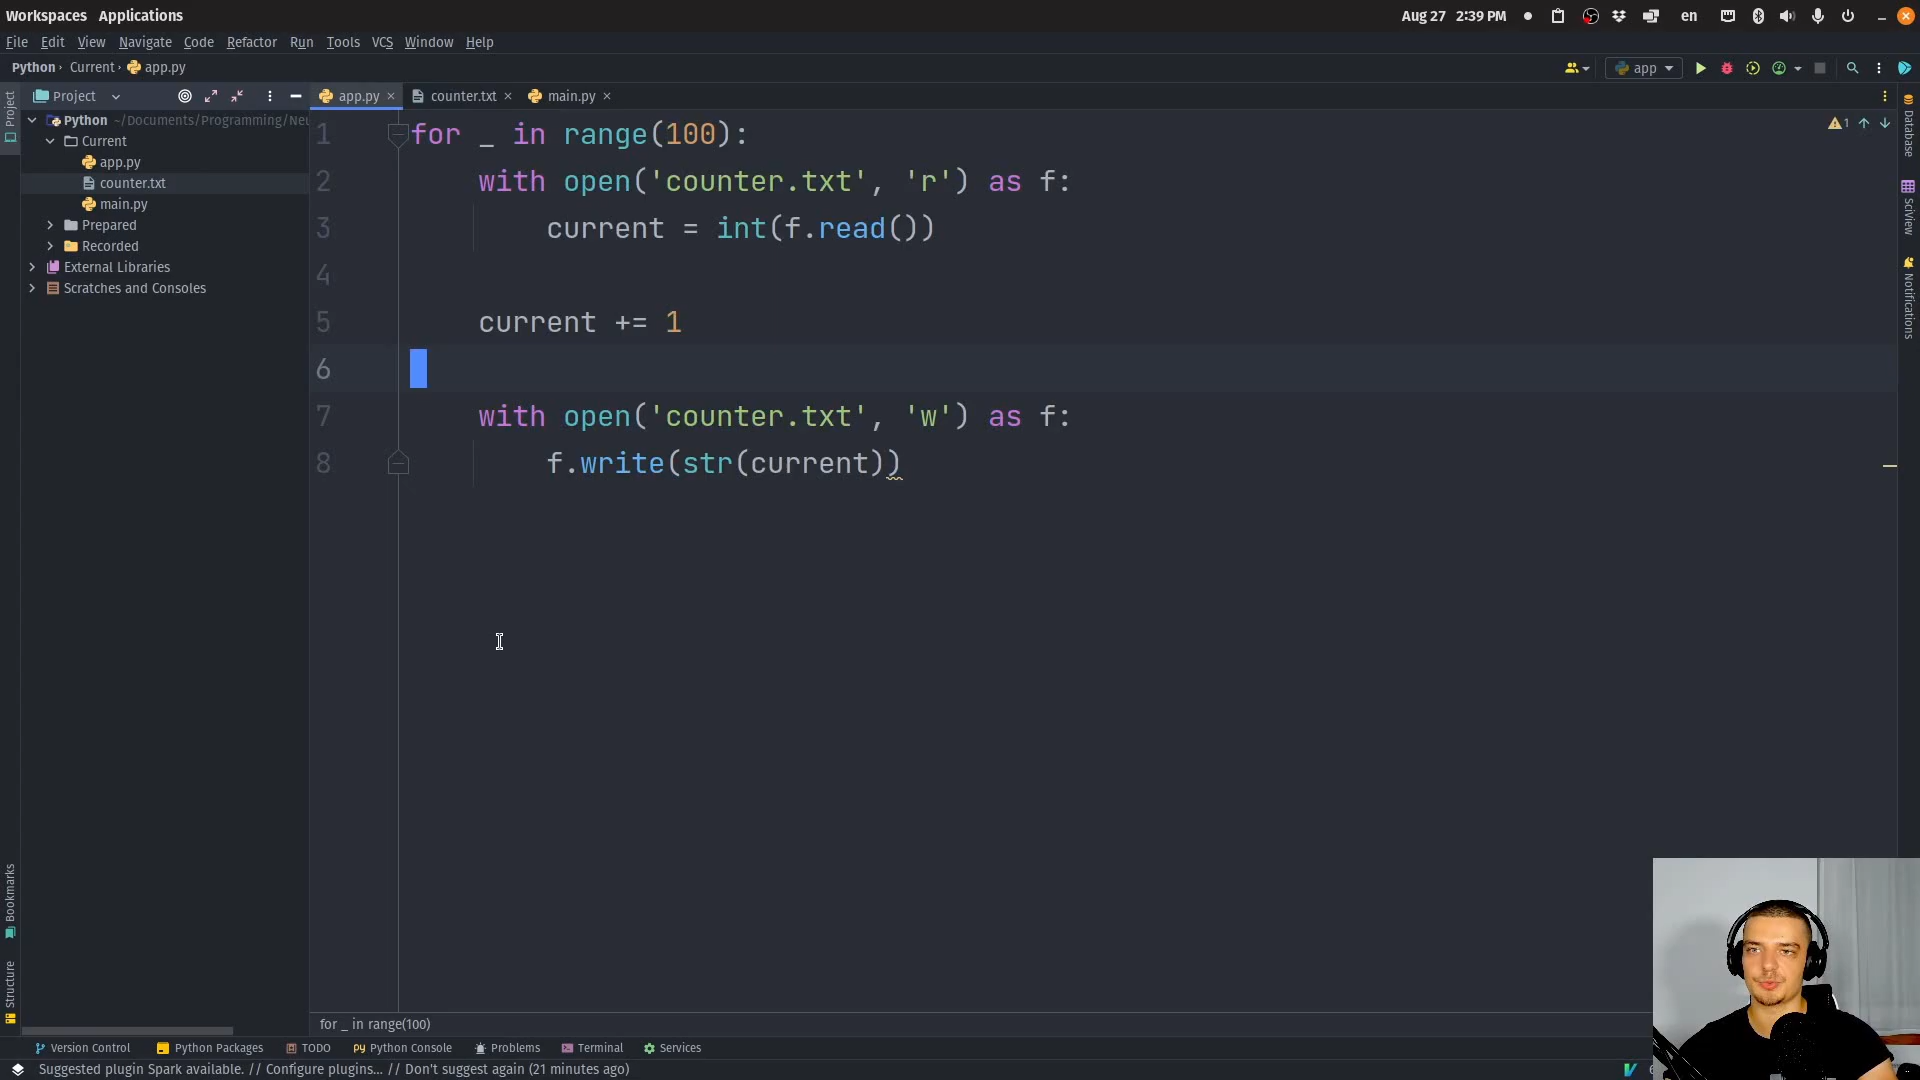 Workspaces Applications
Aug 27 2:39 PM
en
File Edit View Navigate Code Refactor Run Tools VCS Window Help
Python › Current › app.py
app
Project
app.py
counter.txt
main.py
Python ~/Documents/Programming/Neu
Current
app.py
counter.txt
main.py
Prepared
Recorded
External Libraries
Scratches and Consoles
1 for _ in range(100):
2 with open('counter.txt', 'r') as f:
3 current = int(f.read())
4
5 current += 1
6
7 with open('counter.txt', 'w') as f:
8 f.write(str(current))
1
Project
Bookmarks
Structure
Database
SciView
Notifications
for _ in range(100)
Version Control Python Packages TODO Python Console Problems Terminal Services
Suggested plugin Spark available. // Configure plugins... // Don't suggest again (21 minutes ago)